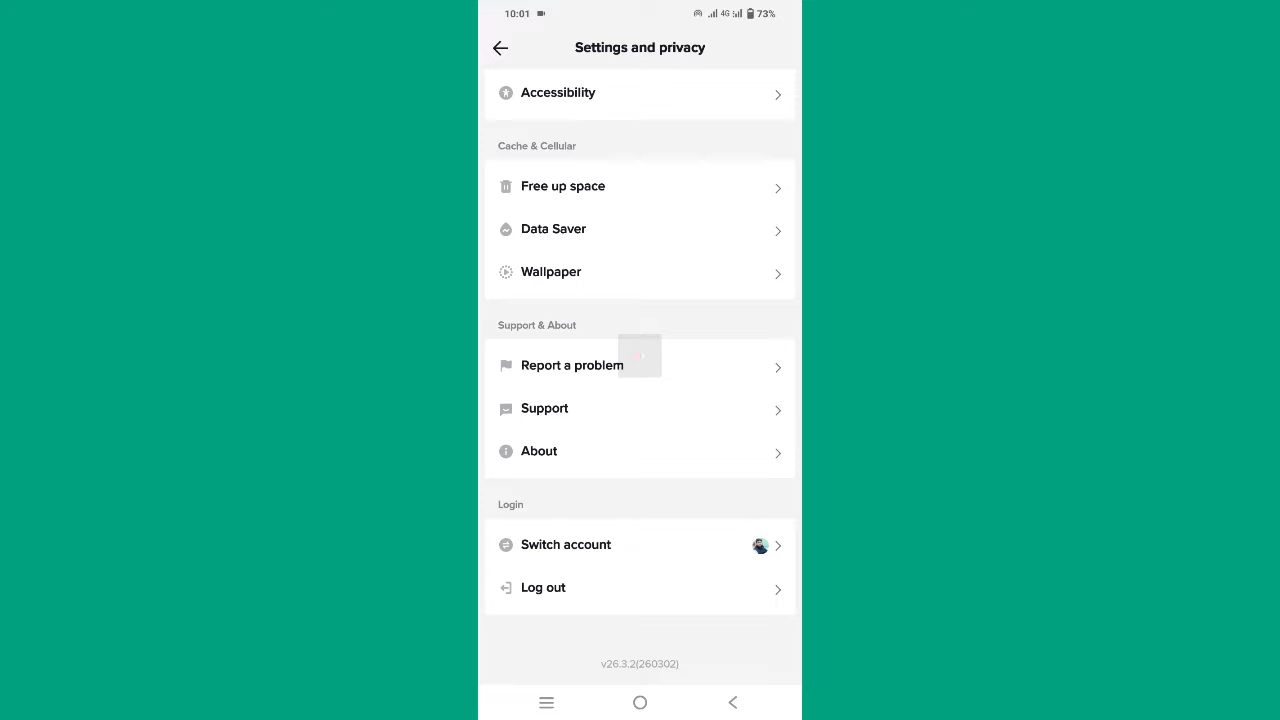 10:01 4G 73%
Settings and privacy
Accessibility
Cache & Cellular
Free up space
Data Saver
Wallpaper
Support & About
Report a problem
Support
About
Login
Switch account
Log out
v26.3.2(260302)